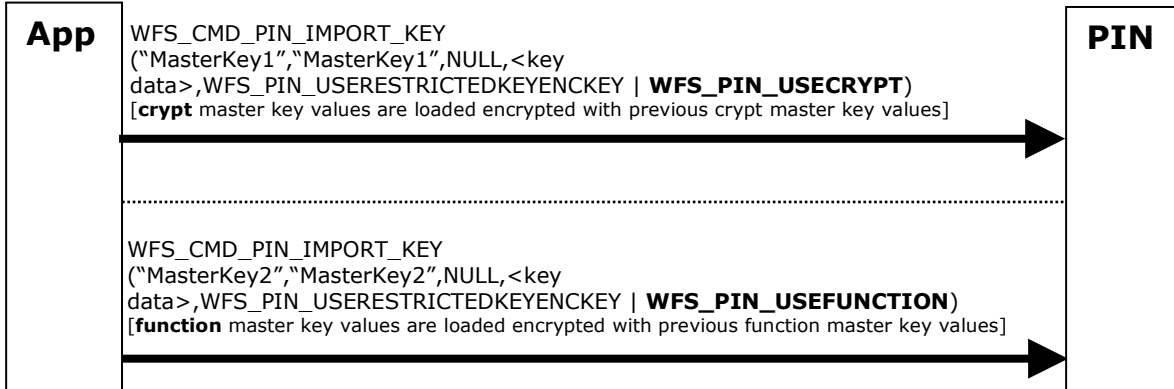 App
WFS_CMD_PIN_IMPORT_KEY
(“MasterKey1”,“MasterKey1”,NULL,<key
data>,WFS_PIN_USERESTRICTEDKEYENCKEY | WFS_PIN_USECRYPT)
[crypt master key values are loaded encrypted with previous crypt master key values]
PIN
WFS_CMD_PIN_IMPORT_KEY
(“MasterKey2”,“MasterKey2”,NULL,<key
data>,WFS_PIN_USERESTRICTEDKEYENCKEY | WFS_PIN_USEFUNCTION)
[function master key values are loaded encrypted with previous function master key values]